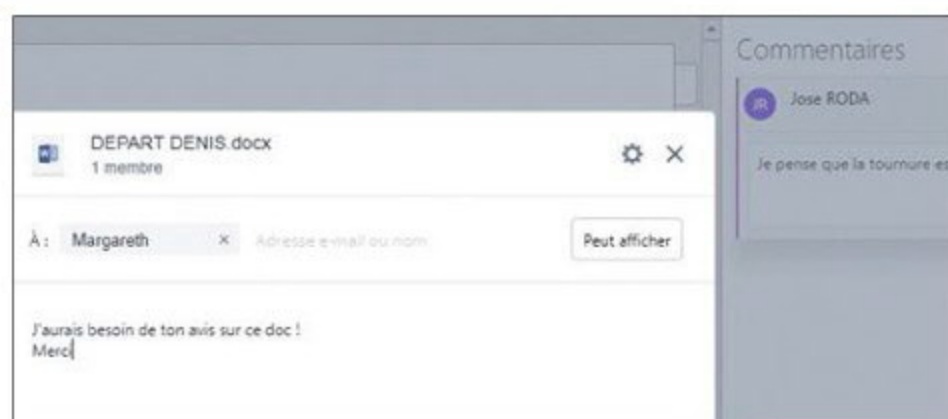 Commentaires
JR
Jose RODA
Je pense que la tournure es
DEPART DENIS.docx
1 membre
À : Margareth × Adresse e-mail ou nom
Peut afficher
J'aurais besoin de ton avis sur ce doc !
Merci